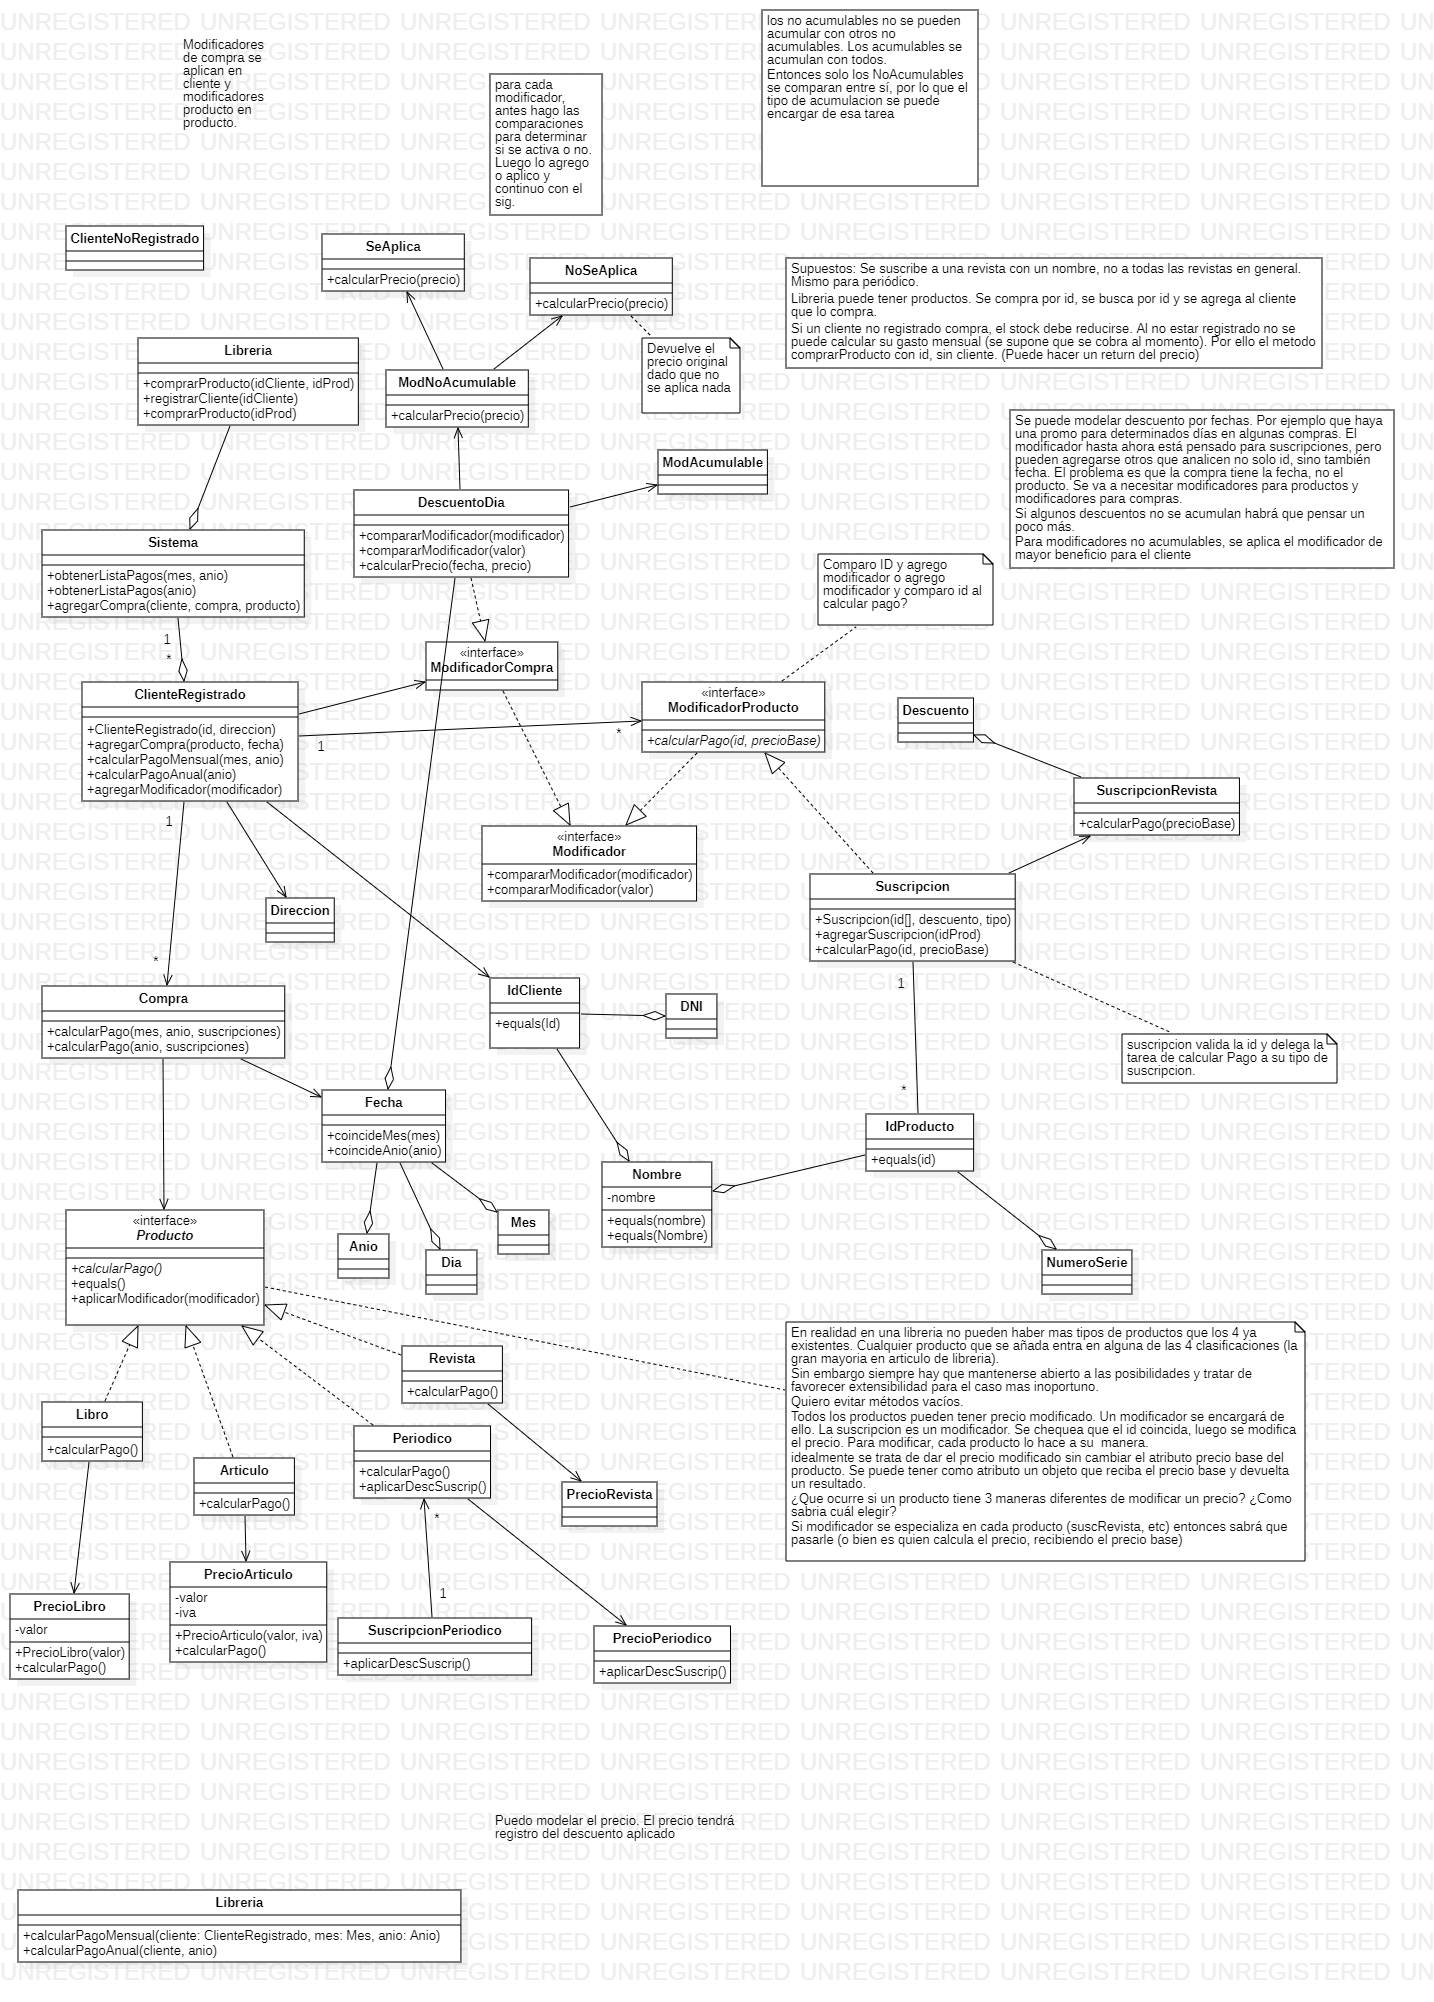 Modificadores
de compra se
aplican en
cliente y
modificadores
producto en
producto.
para cada
modificador,
antes hago las
comparaciones
para determinar
si se activa o no.
Luego lo agrego
o aplico y
continuo con el
sig.
los no acumulables no se pueden
acumular con otros no
acumulables. Los acumulables se
acumulan con todos.
Entonces solo los NoAcumulables
se comparan entre sí, por lo que el
tipo de acumulacion se puede
encargar de esa tarea
ClienteNoRegistrado
SeAplica
+calcularPrecio(precio)
NoSeAplica
+calcularPrecio(precio)
Supuestos: Se suscribe a una revista con un nombre, no a todas las revistas en general.
Mismo para periódico.
Libreria puede tener productos. Se compra por id, se busca por id y se agrega al cliente
que lo compra.
Si un cliente no registrado compra, el stock debe reducirse. Al no estar registrado no se
puede calcular su gasto mensual (se supone que se cobra al momento). Por ello el metodo
comprarProducto con id, sin cliente. (Puede hacer un return del precio)
Libreria
+comprarProducto(idCliente, idProd)
+registrarCliente(idCliente)
+comprarProducto(idProd)
ModNoAcumulable
+calcularPrecio(precio)
Devuelve el
precio original
dado que no
se aplica nada
Se puede modelar descuento por fechas. Por ejemplo que haya
una promo para determinados días en algunas compras. El
modificador hasta ahora está pensado para suscripciones, pero
pueden agregarse otros que analicen no solo id, sino también
fecha. El problema es que la compra tiene la fecha, no el
producto. Se va a necesitar modificadores para productos y
modificadores para compras.
Si algunos descuentos no se acumulan habrá que pensar un
poco más.
Para modificadores no acumulables, se aplica el modificador de
mayor beneficio para el cliente
ModAcumulable
DescuentoDia
+compararModificador(modificador)
+compararModificador(valor)
+calcularPrecio(fecha, precio)
Sistema
+obtenerListaPagos(mes, anio)
+obtenerListaPagos(anio)
+agregarCompra(cliente, compra, producto)
Comparo ID y agrego
modificador o agrego
modificador y comparo id al
calcular pago?
1
*
«interface»
ModificadorCompra
ClienteRegistrado
+ClienteRegistrado(id, direccion)
+agregarCompra(producto, fecha)
+calcularPagoMensual(mes, anio)
+calcularPagoAnual(anio)
+agregarModificador(modificador)
1
*
«interface»
ModificadorProducto
+calcularPago(id, precioBase)
Descuento
SuscripcionRevista
+calcularPago(precioBase)
1
«interface»
Modificador
+compararModificador(modificador)
+compararModificador(valor)
Suscripcion
+Suscripcion(id[], descuento, tipo)
+agregarSuscripcion(idProd)
+calcularPago(id, precioBase)
Direccion
*
Compra
+calcularPago(mes, anio, suscripciones)
+calcularPago(anio, suscripciones)
IdCliente
+equals(Id)
DNI
1
*
suscripcion valida la id y delega la
tarea de calcular Pago a su tipo de
suscripcion.
Fecha
+coincideMes(mes)
+coincideAnio(anio)
IdProducto
+equals(id)
Nombre
-nombre
+equals(nombre)
+equals(Nombre)
Anio
Dia
Mes
NumeroSerie
«interface»
Producto
+calcularPago()
+equals()
+aplicarModificador(modificador)
En realidad en una libreria no pueden haber mas tipos de productos que los 4 ya
existentes. Cualquier producto que se añada entra en alguna de las 4 clasificaciones (la
gran mayoria en articulo de libreria).
Sin embargo siempre hay que mantenerse abierto a las posibilidades y tratar de
favorecer extensibilidad para el caso mas inoportuno.
Quiero evitar métodos vacíos.
Todos los productos pueden tener precio modificado. Un modificador se encargará de
ello. La suscripcion es un modificador. Se chequea que el id coincida, luego se modifica
el precio. Para modificar, cada producto lo hace a su  manera.
idealmente se trata de dar el precio modificado sin cambiar el atributo precio base del
producto. Se puede tener como atributo un objeto que reciba el precio base y devuelta
un resultado.
¿Que ocurre si un producto tiene 3 maneras diferentes de modificar un precio? ¿Como
sabria cuál elegir?
Si modificador se especializa en cada producto (suscRevista, etc) entonces sabrá que
pasarle (o bien es quien calcula el precio, recibiendo el precio base)
Revista
+calcularPago()
Libro
+calcularPago()
Articulo
+calcularPago()
Periodico
+calcularPago()
+aplicarDescSuscrip()
PrecioRevista
*
1
PrecioLibro
-valor
+PrecioLibro(valor)
+calcularPago()
PrecioArticulo
-valor
-iva
+PrecioArticulo(valor, iva)
+calcularPago()
SuscripcionPeriodico
+aplicarDescSuscrip()
PrecioPeriodico
+aplicarDescSuscrip()
Puedo modelar el precio. El precio tendrá
registro del descuento aplicado
Libreria
+calcularPagoMensual(cliente: ClienteRegistrado, mes: Mes, anio: Anio)
+calcularPagoAnual(cliente, anio)
UNREGISTERED